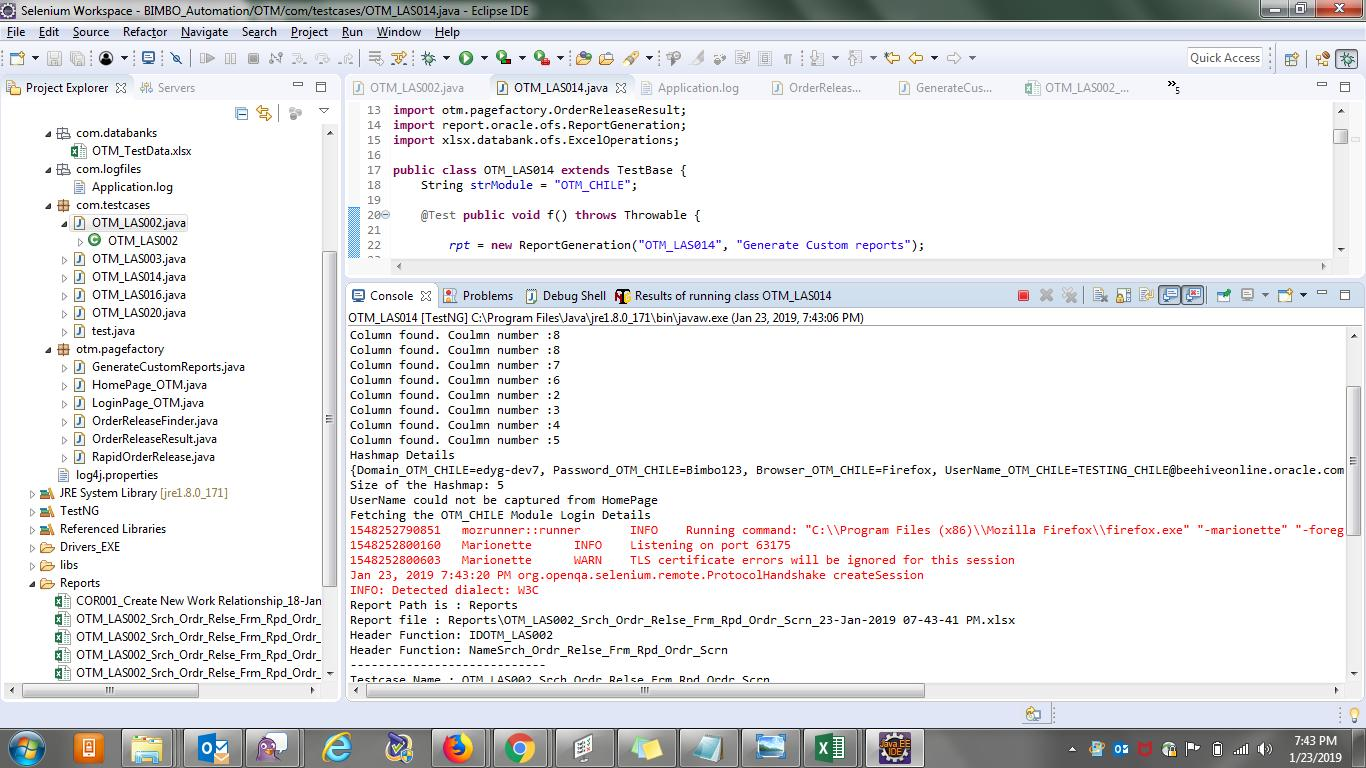 Selenium Workspace - BIMBO_Automation/OTM/com/testcases/OTM_LAS014.java - Eclipse IDE
File Edit Source Refactor Navigate Search Project Run Window Help
Quick Access
Project Explorer Servers
com.databanks
OTM_TestData.xlsx
com.logfiles
Application.log
com.testcases
OTM_LAS002.java
OTM_LAS002
OTM_LAS003.java
OTM_LAS014.java
OTM_LAS016.java
OTM_LAS020.java
test.java
otm.pagefactory
GenerateCustomReports.java
HomePage_OTM.java
LoginPage_OTM.java
OrderReleaseFinder.java
OrderReleaseResult.java
RapidOrderRelease.java
log4j.properties
JRE System Library [jre1.8.0_171]
TestNG
Referenced Libraries
Drivers_EXE
libs
Reports
COR001_Create New Work Relationship_18-Jan
OTM_LAS002_Srch_Ordr_Relse_Frm_Rpd_Ordr_
OTM_LAS002_Srch_Ordr_Relse_Frm_Rpd_Ordr_
OTM_LAS002_Srch_Ordr_Relse_Frm_Rpd_Ordr_
OTM_LAS002_Srch_Ordr_Relse_Frm_Rpd_Ordr_
OTM_LAS002.java OTM_LAS014.java Application.log OrderReleas... GenerateCus... OTM_LAS002_... »5
13 import otm.pagefactory.OrderReleaseResult;
14 import report.oracle.ofs.ReportGeneration;
15 import xlsx.databank.ofs.ExcelOperations;
16
17 public class OTM_LAS014 extends TestBase {
18 String strModule = "OTM_CHILE";
19
20 @Test public void f() throws Throwable {
21
22 rpt = new ReportGeneration("OTM_LAS014", "Generate Custom reports");
Console Problems Debug Shell Results of running class OTM_LAS014
OTM_LAS014 [TestNG] C:\Program Files\Java\jre1.8.0_171\bin\javaw.exe (Jan 23, 2019, 7:43:06 PM)
Column found. Coulmn number :8
Column found. Coulmn number :8
Column found. Coulmn number :7
Column found. Coulmn number :6
Column found. Coulmn number :2
Column found. Coulmn number :3
Column found. Coulmn number :4
Column found. Coulmn number :5
Hashmap Details
{Domain_OTM_CHILE=edyg-dev7, Password_OTM_CHILE=Bimbo123, Browser_OTM_CHILE=Firefox, UserName_OTM_CHILE=TESTING_CHILE@beehiveonline.oracle.com
Size of the Hashmap: 5
UserName could not be captured from HomePage
Fetching the OTM_CHILE Module Login Details
1548252790851 mozrunner::runner INFO Running command: "C:\\Program Files (x86)\\Mozilla Firefox\\firefox.exe" "-marionette" "-foreg
1548252800160 Marionette INFO Listening on port 63175
1548252800603 Marionette WARN TLS certificate errors will be ignored for this session
Jan 23, 2019 7:43:20 PM org.openqa.selenium.remote.ProtocolHandshake createSession
INFO: Detected dialect: W3C
Report Path is : Reports
Report file : Reports\OTM_LAS002_Srch_Ordr_Relse_Frm_Rpd_Ordr_Scrn_23-Jan-2019 07-43-41 PM.xlsx
Header Function: IDOTM_LAS002
Header Function: NameSrch_Ordr_Relse_Frm_Rpd_Ordr_Scrn
----------------------------
Testcase Name : OTM_LAS002_Srch_Ordr_Relse_Frm_Rpd_Ordr_Scrn
Java EE
IDE
7:43 PM
1/23/2019